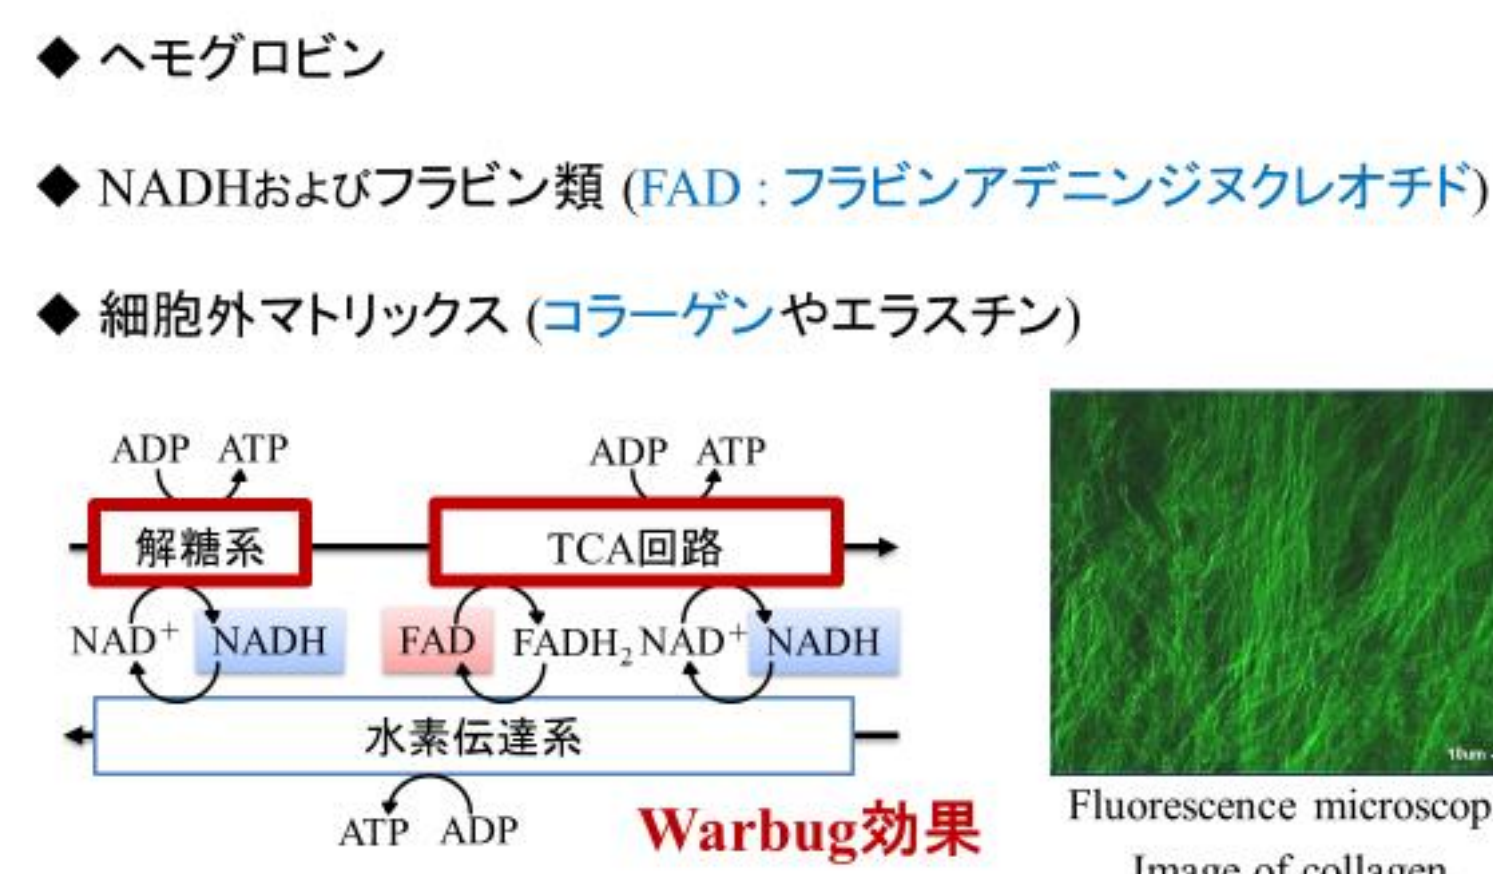 ◆ ヘモグロビン
◆ NADHおよびフラビン類 (FAD : フラビンアデニンジヌクレオチド)
◆ 細胞外マトリックス (コラーゲンやエラスチン)
ADP ATP
ADP ATP
解糖系
TCA回路
NAD⁺ NADH
FAD FADH₂ NAD⁺ NADH
水素伝達系
ATP ADP
Warbug効果
10um
Fluorescence microscop
Image of collagen